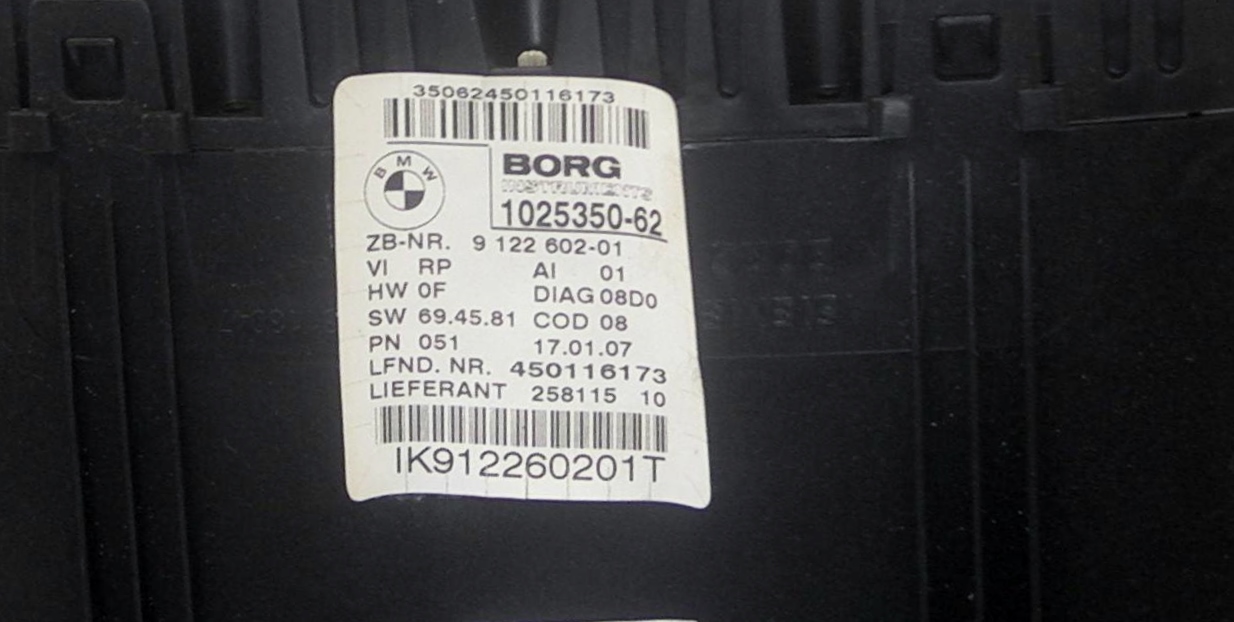 35062450116173
BMW
BORG
INSTRUMENTS
1025350-62
ZB-NR. 9 122 602-01
VI RP AI 01
HW 0F DIAG 08D0
SW 69.45.81 COD 08
PN 051 17.01.07
LFND. NR. 450116173
LIEFERANT 258115 10
IK912260201T